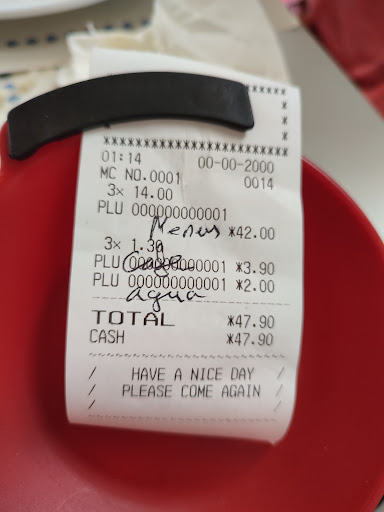 xxxxxx
x
x
x
xxxxxxxxxxxxxxxxxxxxxxxx
01:14 00-00-2000
MC NO.0001 0014
3x 14.00
PLU 000000000001
Menus *42.00
3x 1.30
PLU 000000000001 *3.90
PLU 000000000001 *2.00
agua
TOTAL *47.90
CASH *47.90
/ HAVE A NICE DAY /
/ PLEASE COME AGAIN /
/